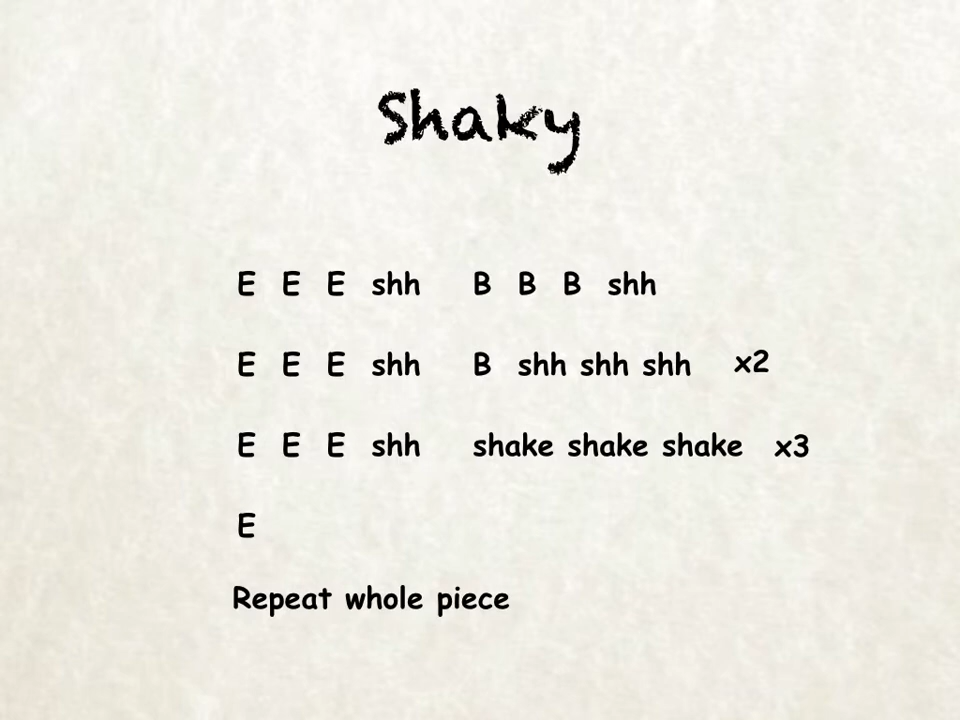 Shaky
E E E shh B B B shh
E E E shh B shh shh shh x2
E E E shh shake shake shake x3
E
Repeat whole piece